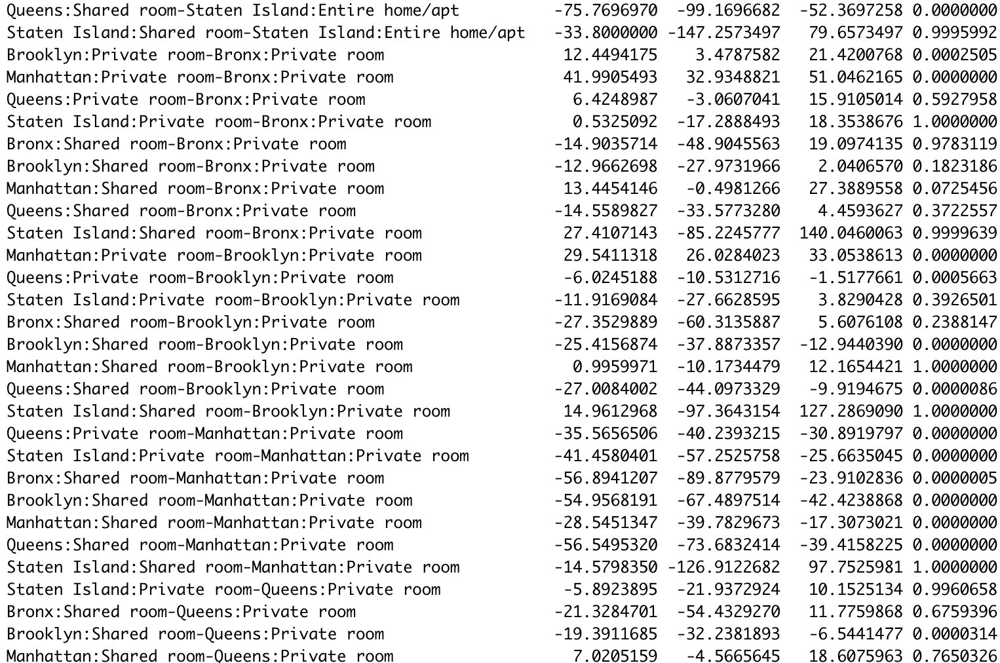 Queens:Shared room-Staten Island:Entire home/apt -75.7696970 -99.1696682 -52.3697258 0.0000000
Staten Island:Shared room-Staten Island:Entire home/apt -33.8000000 -147.2573497 79.6573497 0.9995992
Brooklyn:Private room-Bronx:Private room 12.4494175 3.4787582 21.4200768 0.0002505
Manhattan:Private room-Bronx:Private room 41.9905493 32.9348821 51.0462165 0.0000000
Queens:Private room-Bronx:Private room 6.4248987 -3.0607041 15.9105014 0.5927958
Staten Island:Private room-Bronx:Private room 0.5325092 -17.2888493 18.3538676 1.0000000
Bronx:Shared room-Bronx:Private room -14.9035714 -48.9045563 19.0974135 0.9783119
Brooklyn:Shared room-Bronx:Private room -12.9662698 -27.9731966 2.0406570 0.1823186
Manhattan:Shared room-Bronx:Private room 13.4454146 -0.4981266 27.3889558 0.0725456
Queens:Shared room-Bronx:Private room -14.5589827 -33.5773280 4.4593627 0.3722557
Staten Island:Shared room-Bronx:Private room 27.4107143 -85.2245777 140.0460063 0.9999639
Manhattan:Private room-Brooklyn:Private room 29.5411318 26.0284023 33.0538613 0.0000000
Queens:Private room-Brooklyn:Private room -6.0245188 -10.5312716 -1.5177661 0.0005663
Staten Island:Private room-Brooklyn:Private room -11.9169084 -27.6628595 3.8290428 0.3926501
Bronx:Shared room-Brooklyn:Private room -27.3529889 -60.3135887 5.6076108 0.2388147
Brooklyn:Shared room-Brooklyn:Private room -25.4156874 -37.8873357 -12.9440390 0.0000000
Manhattan:Shared room-Brooklyn:Private room 0.9959971 -10.1734479 12.1654421 1.0000000
Queens:Shared room-Brooklyn:Private room -27.0084002 -44.0973329 -9.9194675 0.0000086
Staten Island:Shared room-Brooklyn:Private room 14.9612968 -97.3643154 127.2869090 1.0000000
Queens:Private room-Manhattan:Private room -35.5656506 -40.2393215 -30.8919797 0.0000000
Staten Island:Private room-Manhattan:Private room -41.4580401 -57.2525758 -25.6635045 0.0000000
Bronx:Shared room-Manhattan:Private room -56.8941207 -89.8779579 -23.9102836 0.0000005
Brooklyn:Shared room-Manhattan:Private room -54.9568191 -67.4897514 -42.4238868 0.0000000
Manhattan:Shared room-Manhattan:Private room -28.5451347 -39.7829673 -17.3073021 0.0000000
Queens:Shared room-Manhattan:Private room -56.5495320 -73.6832414 -39.4158225 0.0000000
Staten Island:Shared room-Manhattan:Private room -14.5798350 -126.9122682 97.7525981 1.0000000
Staten Island:Private room-Queens:Private room -5.8923895 -21.9372924 10.1525134 0.9960658
Bronx:Shared room-Queens:Private room -21.3284701 -54.4329270 11.7759868 0.6759396
Brooklyn:Shared room-Queens:Private room -19.3911685 -32.2381893 -6.5441477 0.0000314
Manhattan:Shared room-Queens:Private room 7.0205159 -4.5665645 18.6075963 0.7650326